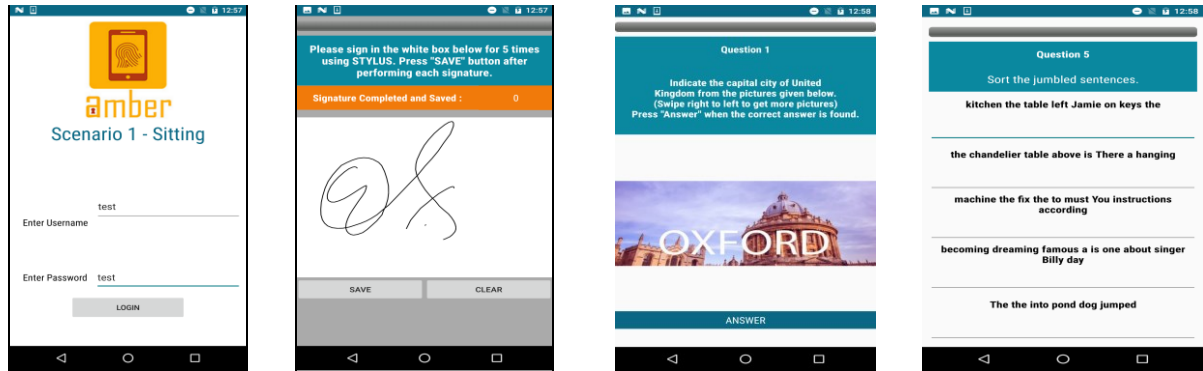 12:57
amber
Scenario 1 - Sitting
test
Enter Username
Enter Password test
LOGIN
12:57
Please sign in the white box below for 5 times
using STYLUS. Press "SAVE" button after
performing each signature.
Signature Completed and Saved : 0
SAVE CLEAR
12:58
Question 1
Indicate the capital city of United
Kingdom from the pictures given below.
(Swipe right to left to get more pictures)
Press "Answer" when the correct answer is found.
OXFORD
ANSWER
12:58
Question 5
Sort the jumbled sentences.
kitchen the table left Jamie on keys the
the chandelier table above is There a hanging
machine the fix the to must You instructions
according
becoming dreaming famous a is one about singer
Billy day
The the into pond dog jumped